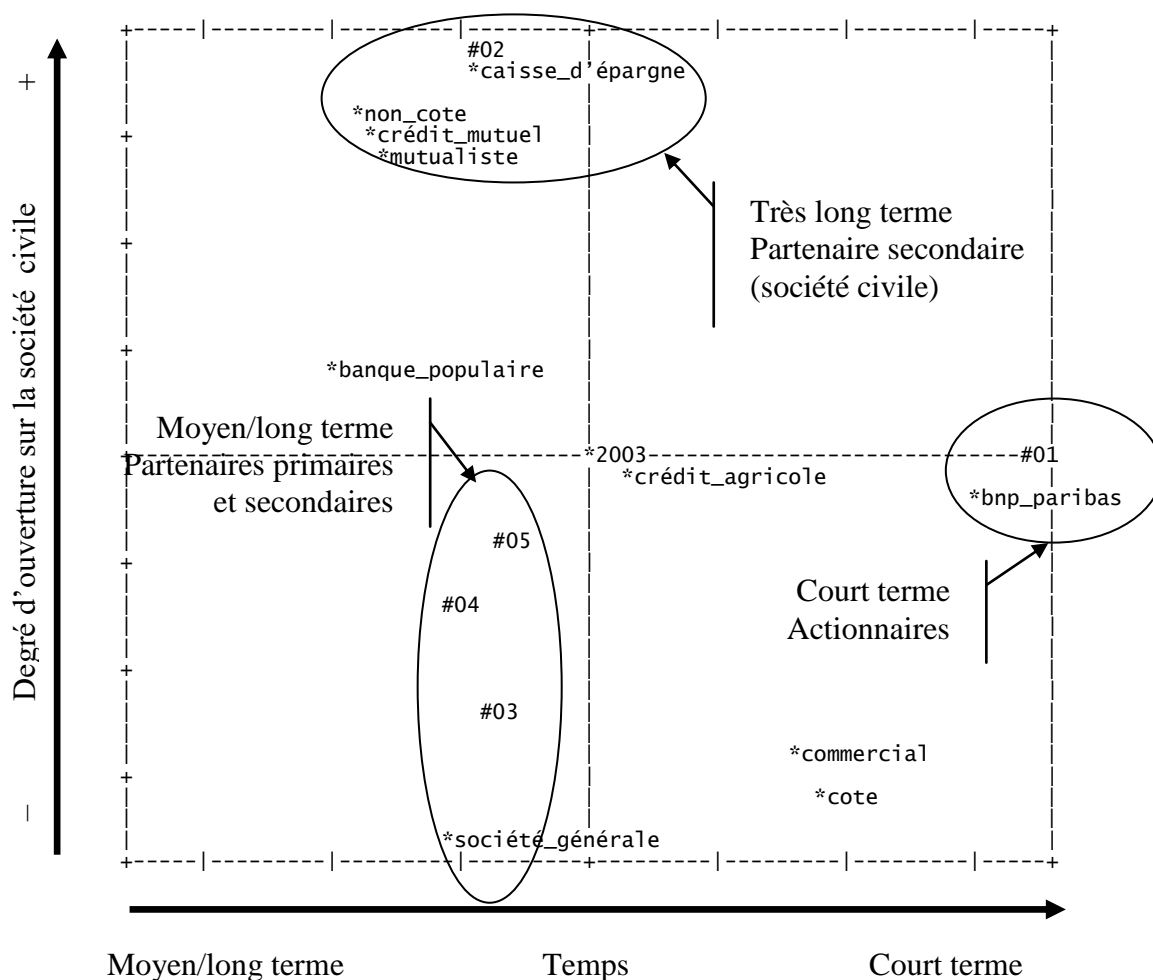 #02
*caisse_d'épargne
*non_cote
*crédit_mutuel
*mutualiste
Très long terme
Partenaire secondaire
(société civile)
*banque_populaire
Moyen/long terme
Partenaires primaires
et secondaires
*2003
*crédit_agricole
#01
*bnp_paribas
#05
#04
#03
Court terme
Actionnaires
*commercial
*cote
*société_générale
+
Degré d'ouverture sur la société civile
–
Moyen/long terme
Temps
Court terme